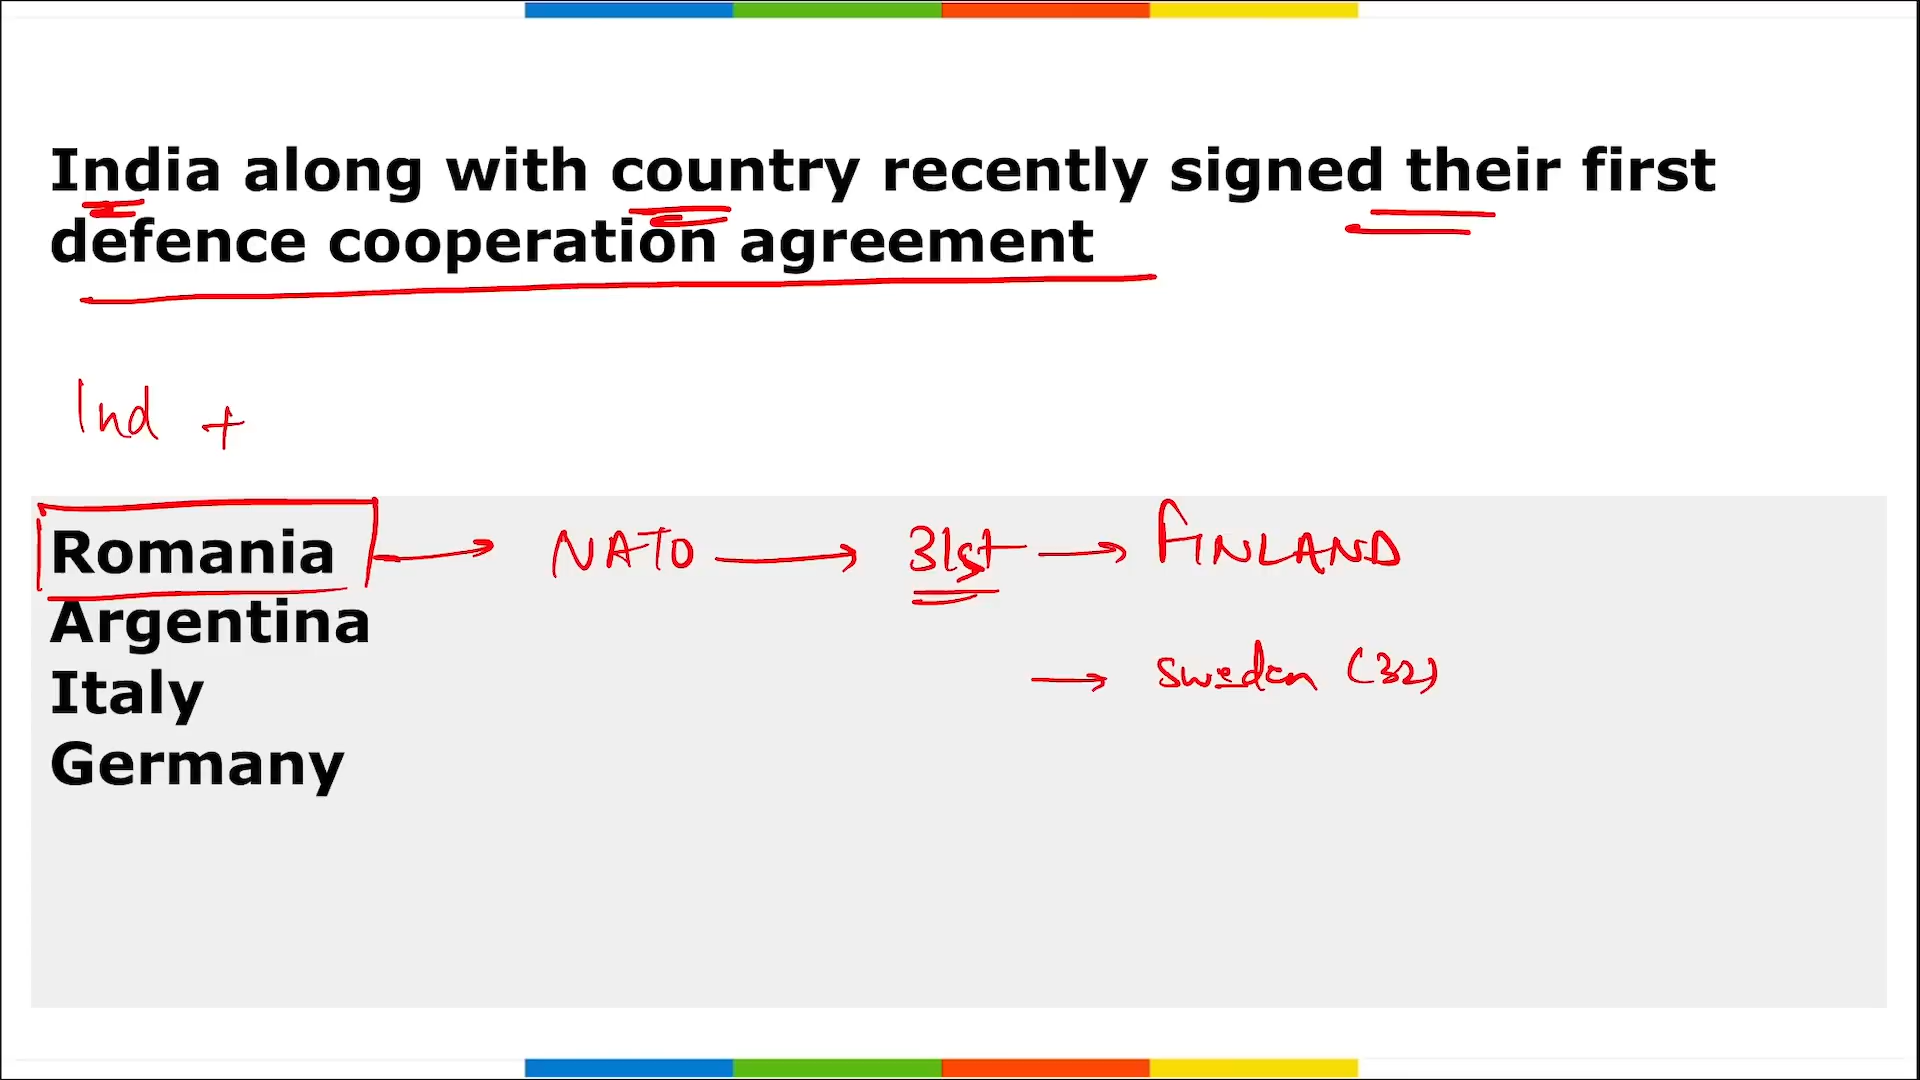 India along with country recently signed their first
defence cooperation agreement
Ind +
Romania → NATO → 31st → FINLAND
Argentina
→ Sweden (32)
Italy
Germany